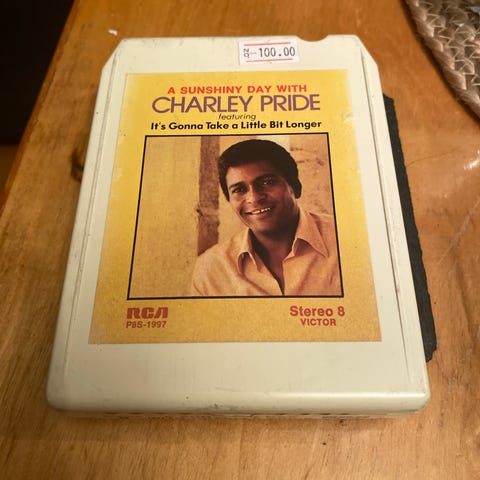 100.00
A SUNSHINY DAY WITH
CHARLEY PRIDE
featuring
It's Gonna Take a Little Bit Longer
RCA
P8S-1997
Stereo 8
VICTOR